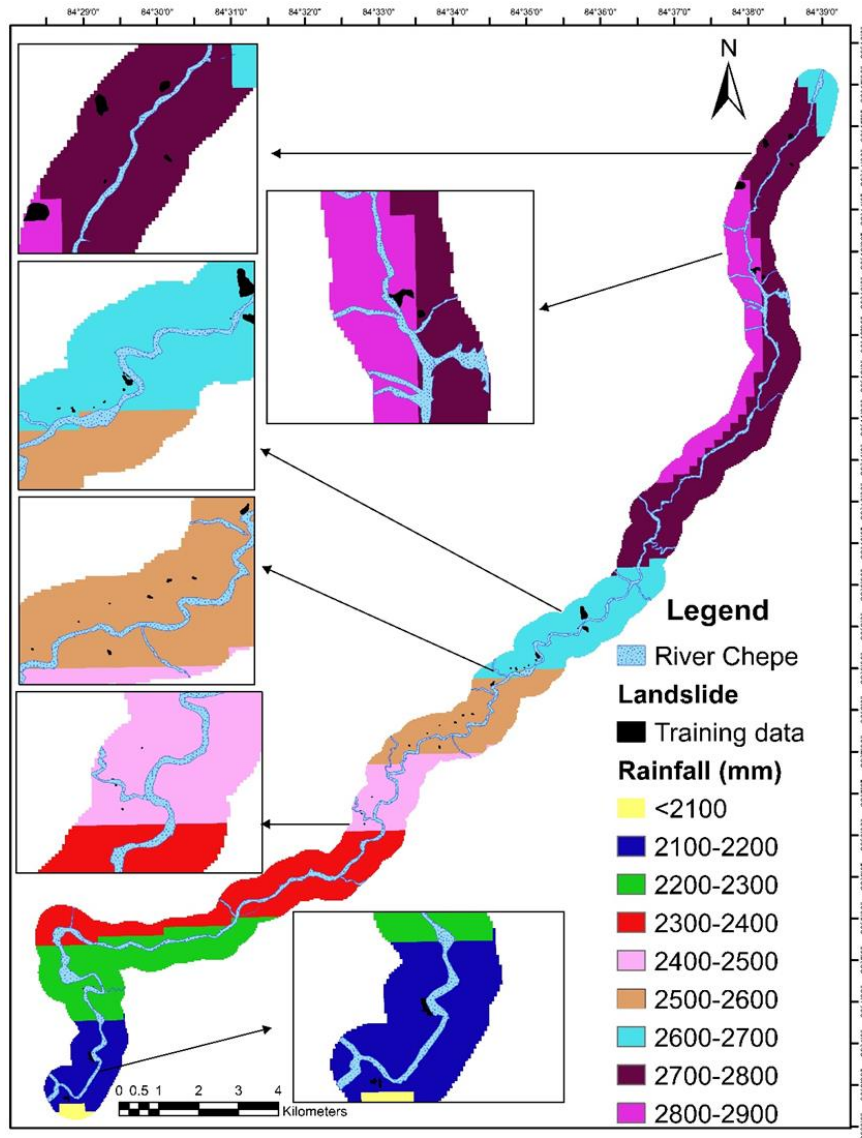 84°29'0" 84°30'0" 84°31'0" 84°32'0" 84°33'0" 84°34'0" 84°35'0" 84°36'0" 84°37'0" 84°38'0" 84°39'0"
N
Legend
River Chepe
Landslide
Training data
Rainfall (mm)
<2100
2100-2200
2200-2300
2300-2400
2400-2500
2500-2600
2600-2700
2700-2800
2800-2900
0 0.5 1 2 3 4
Kilometers